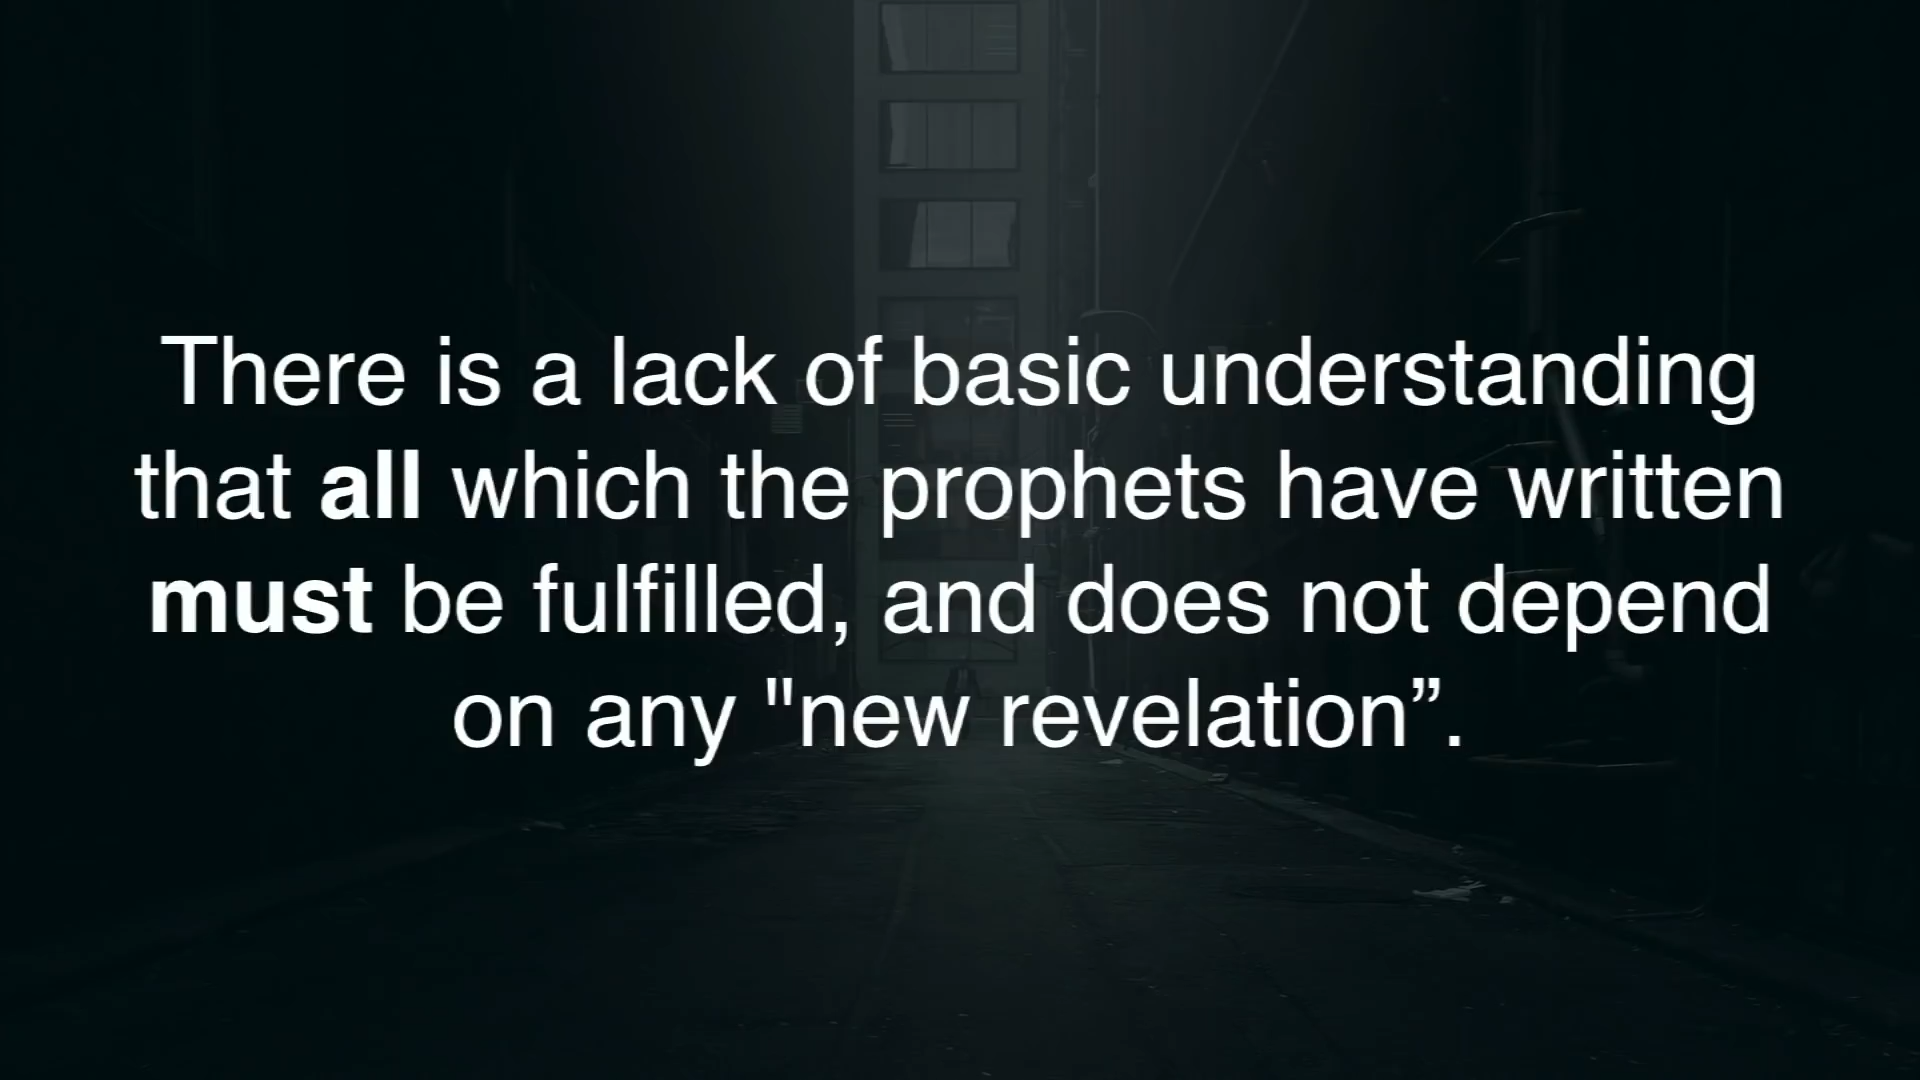 There is a lack of basic understanding
that all which the prophets have written
must be fulfilled, and does not depend
on any "new revelation”.